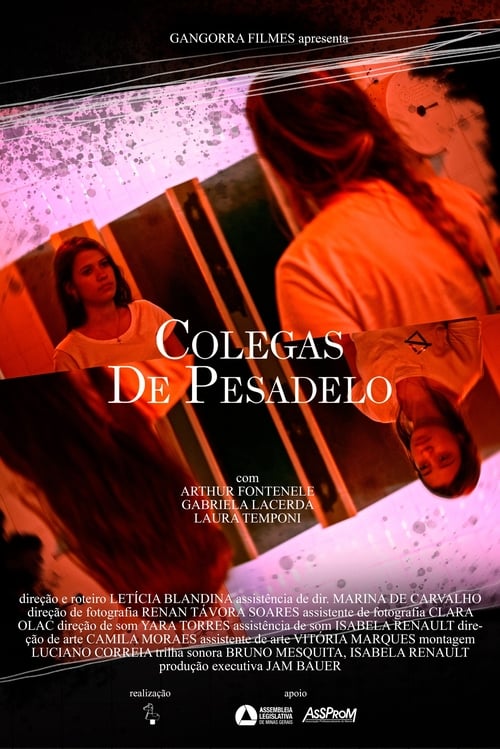 GANGORRA FILMES apresenta
COLEGAS
DE PESADELO
com
ARTHUR FONTENELE
GABRIELA LACERDA
LAURA TEMPONI
direção e roteiro LETÍCIA BLANDINA assistência de dir. MARINA DE CARVALHO
direção de fotografia RENAN TÁVORA SOARES assistente de fotografia CLARA
OLAC direção de som YARA TORRES assistência de som ISABELA RENAULT dire-
ção de arte CAMILA MORAES assistente de arte VITÓRIA MARQUES montagem
LUCIANO CORREIA trilha sonora BRUNO MESQUITA, ISABELA RENAULT
produção executiva JAM BAUER
realização
apoio
ASSEMBLEIA
LEGISLATIVA
DE MINAS GERAIS
ASSPROM